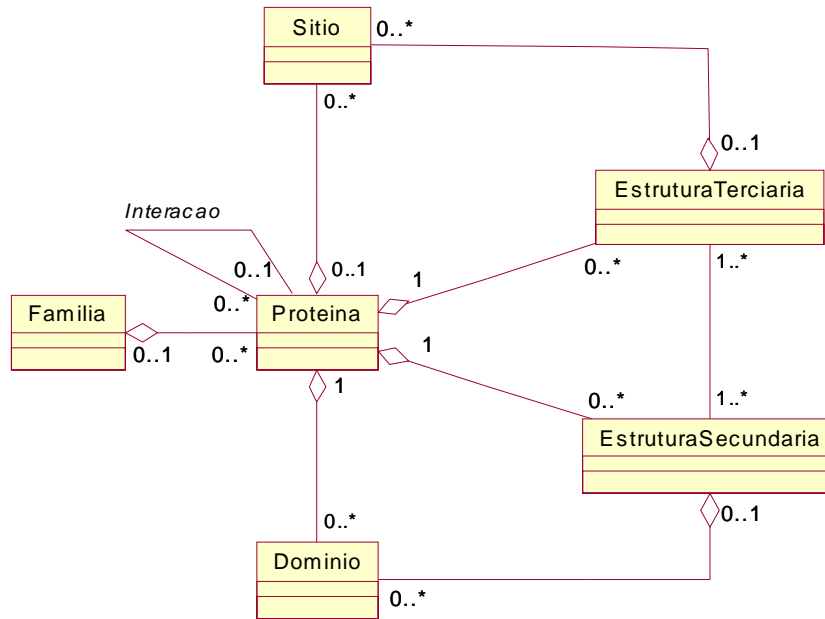 Sitio
0..*
0..*
0..1
EstruturaTerciaria
Interacao
0..1
0..1
1
0..*
1..*
0..*
Familia
Proteina
0..1
0..*
1
1
0..*
1..*
EstruturaSecundaria
0..1
0..*
Dominio
0..*